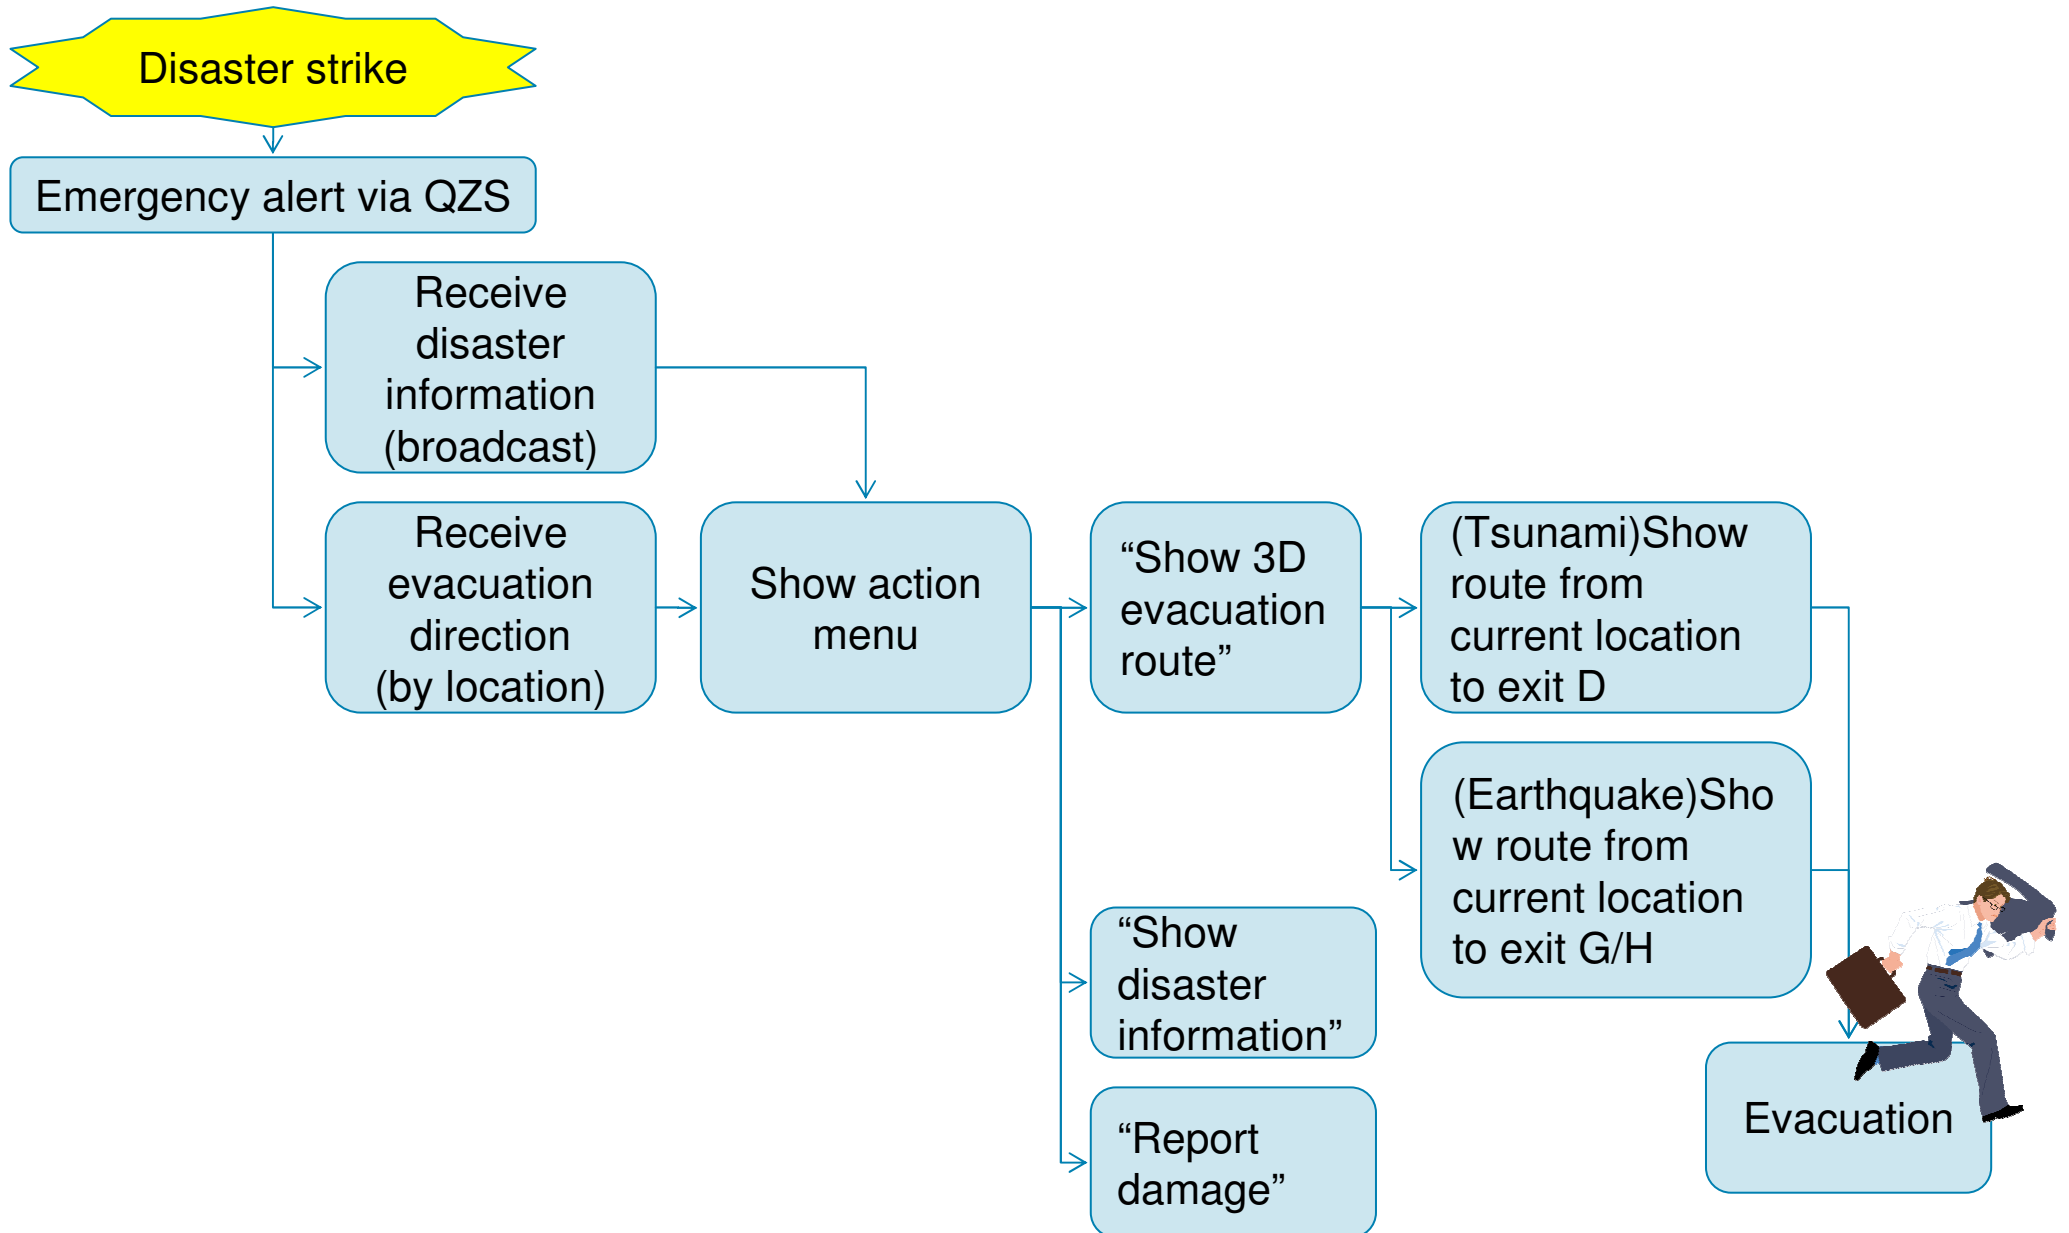 Disaster strike
Emergency alert via QZS
Receive
disaster
information
(broadcast)
Receive
evacuation
direction
(by location)
Show action
menu
“Show 3D
evacuation
route”
(Tsunami)Show
route from
current location
to exit D
(Earthquake)Sho
w route from
current location
to exit G/H
“Show
disaster
information”
“Report
damage”
Evacuation